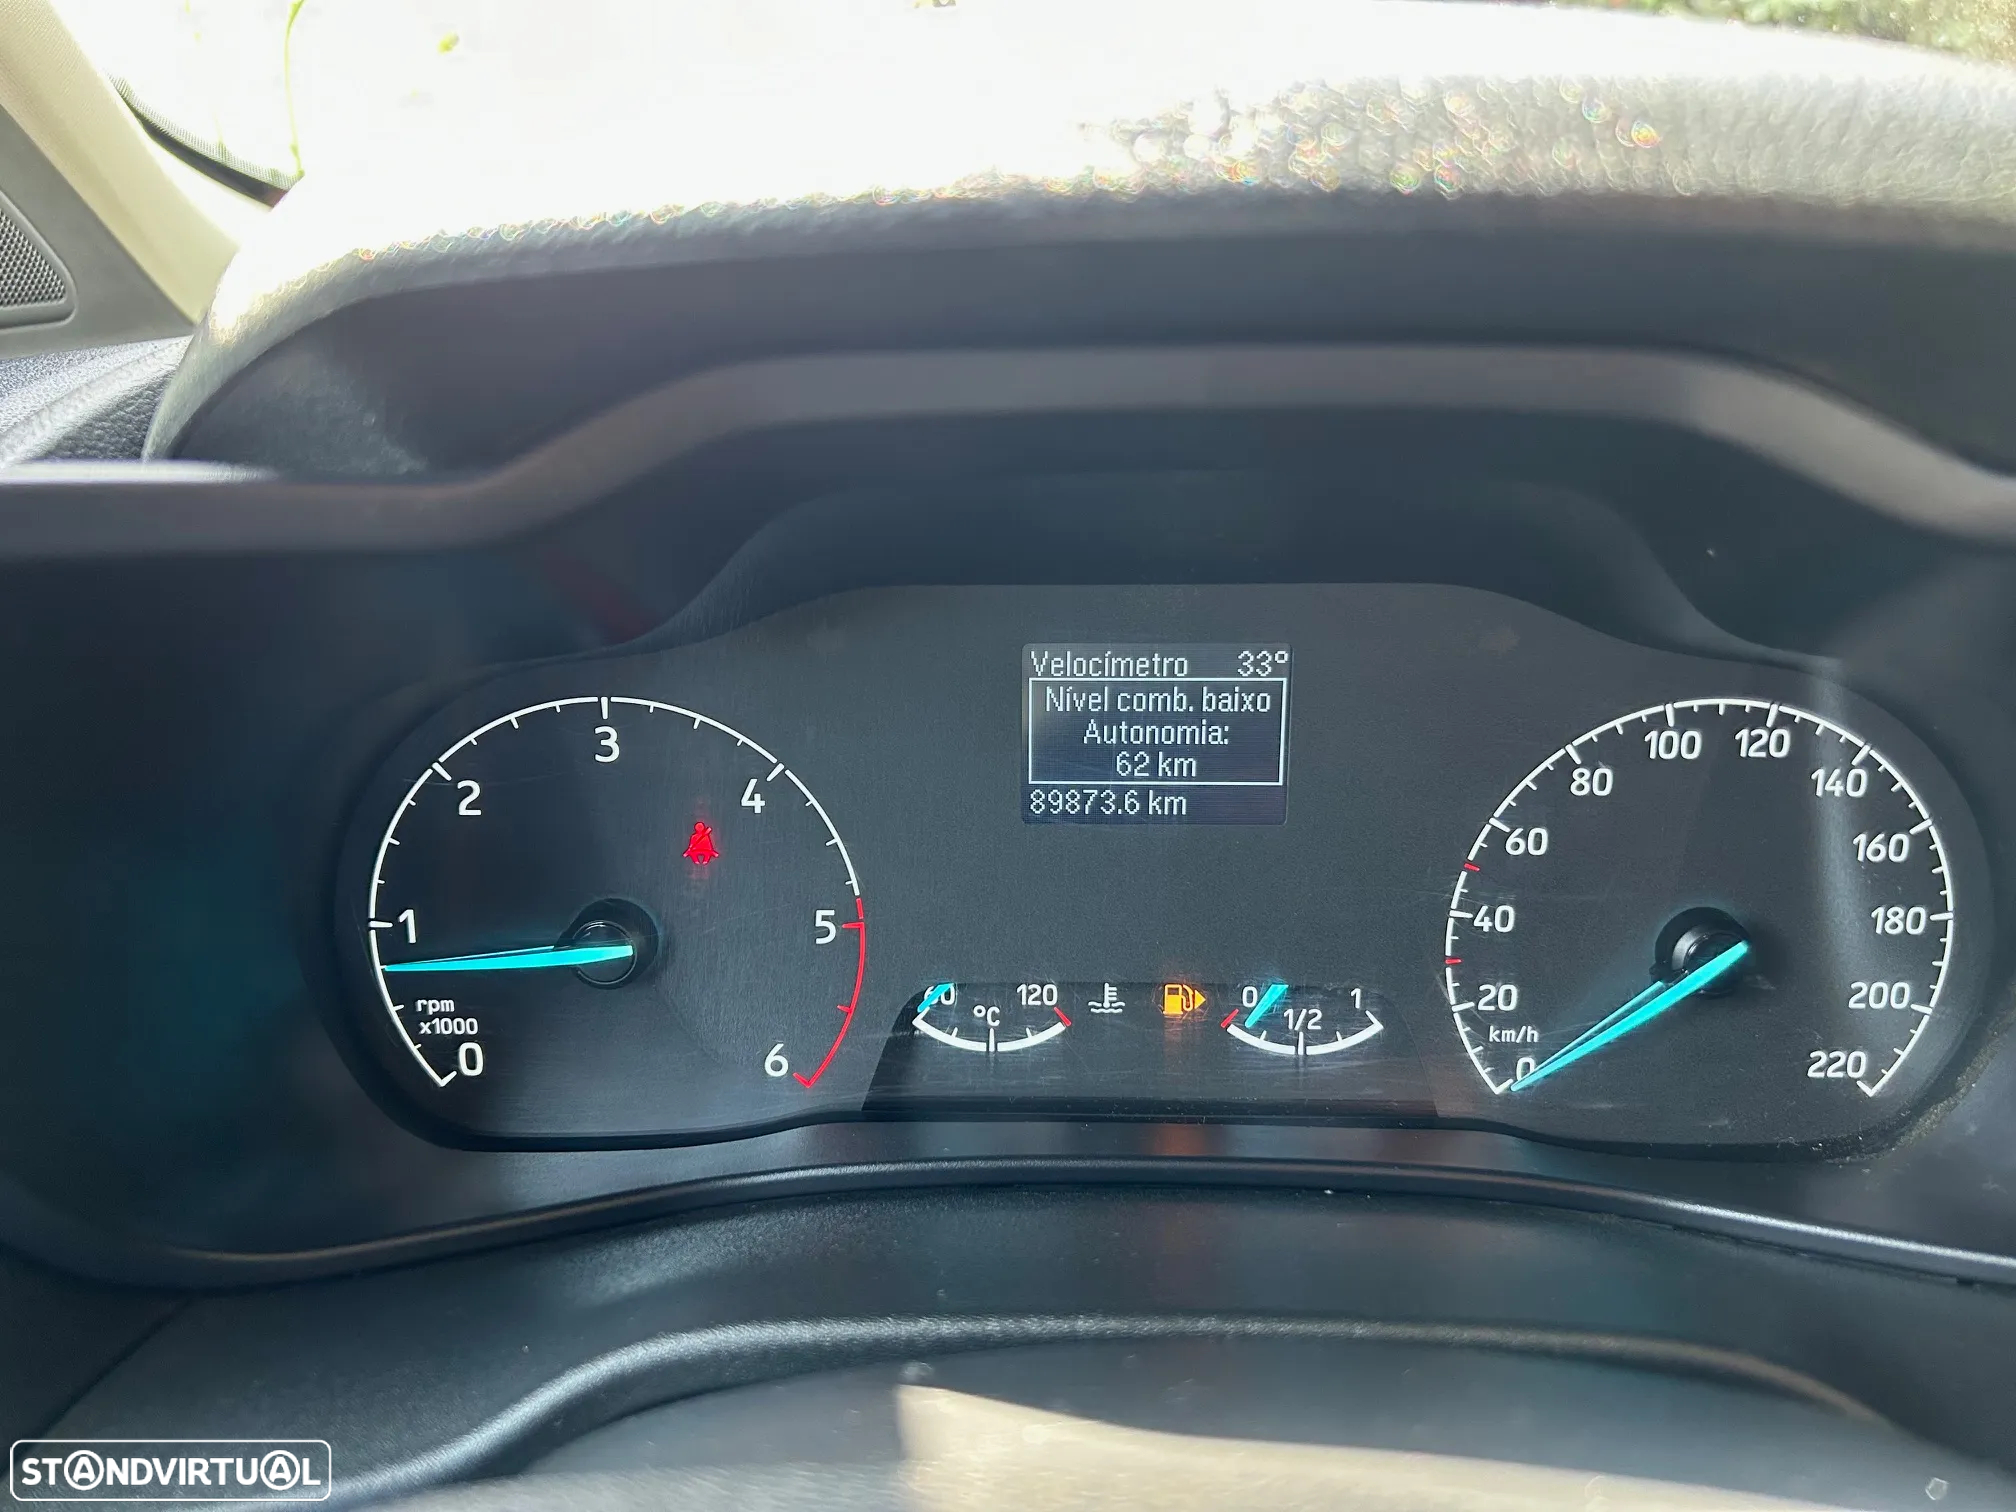 Velocímetro 33°
Nível comb. baixo
Autonomia:
62 km
89873.6 km
0
1
2
3
4
5
6
rpm
x1000
60
120
°C
0
1/2
1
0
20
40
60
80
100
120
140
160
180
200
220
km/h
STANDVIRTUAL